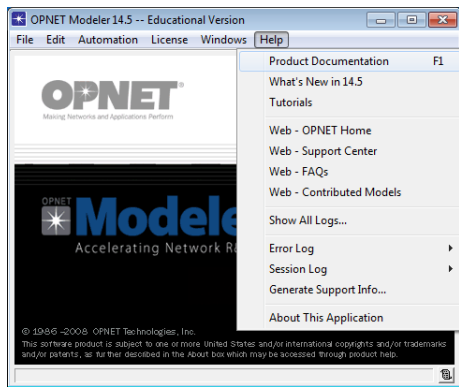 OPNET Modeler 14.5 -- Educational Version
File Edit Automation License Windows Help
Product Documentation F1
What's New in 14.5
Tutorials
Web - OPNET Home
Web - Support Center
Web - FAQs
Web - Contributed Models
Show All Logs...
Error Log
Session Log
Generate Support Info...
About This Application
OPNET®
Making Networks and Applications Perform
OPNET
Modele
Accelerating Network R&
© 1986-2008 OPNET Technologies, Inc.
This software product is subject to one or more United States and/or international copyrights and/or trademarks
and/or patents, as further described in the About box which may be accessed through product help.